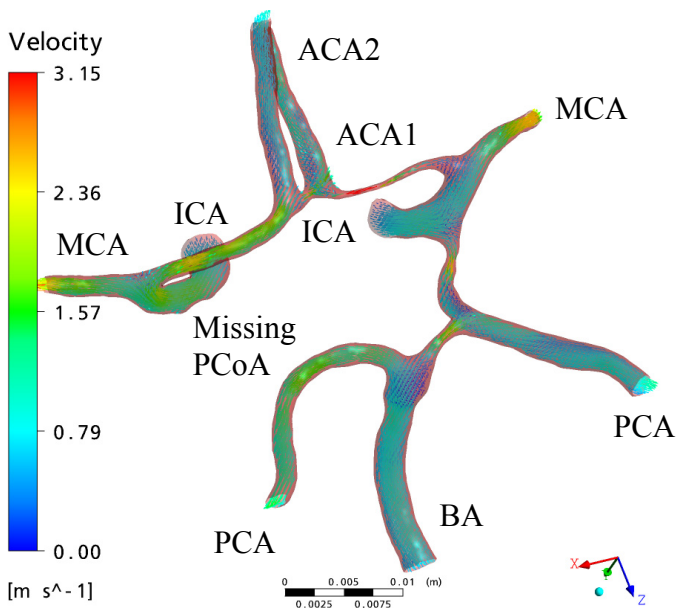 Velocity
3.15
2.36
1.57
0.79
0.00
[m s^-1]
ACA2
ACA1
MCA
ICA
ICA
MCA
Missing
PCoA
PCA
PCA
BA
0
0.005
0.01
(m)
0.0025
0.0075
X
Y
Z